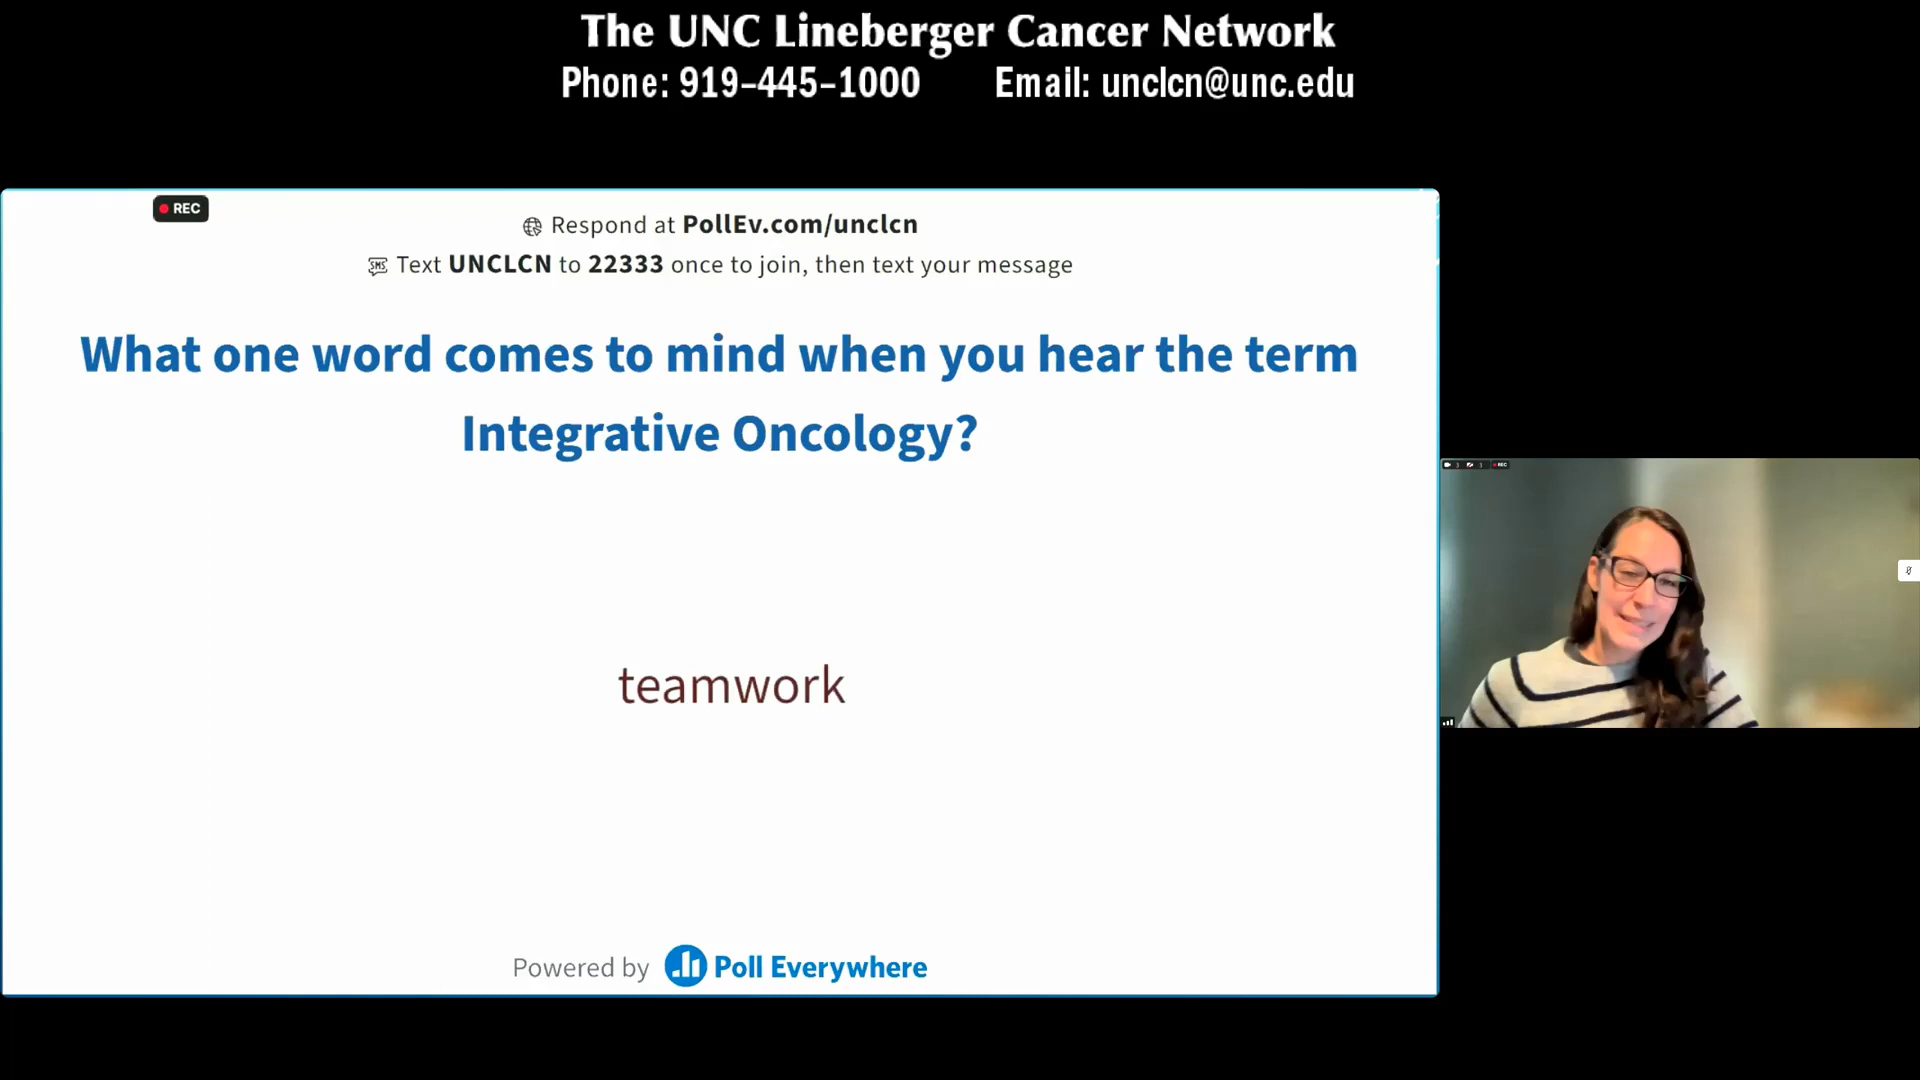 The UNC Lineberger Cancer Network
Phone: 919-445-1000 Email: unclcn@unc.edu
REC
Respond at PollEv.com/unclcn
SMS Text UNCLCN to 22333 once to join, then text your message
What one word comes to mind when you hear the term
Integrative Oncology?
teamwork
Powered by Poll Everywhere
REC